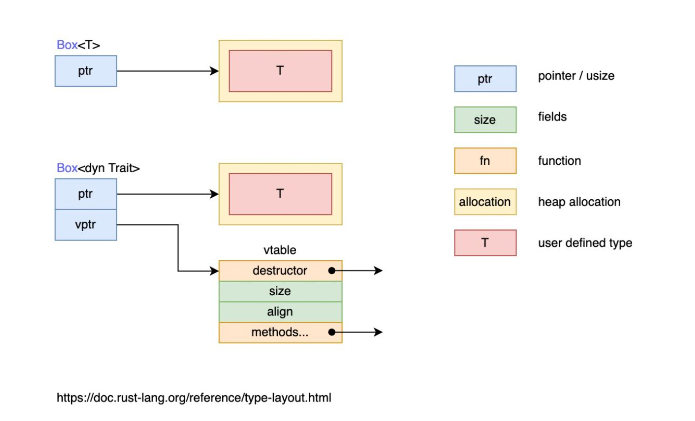 Box<T>
ptr
T
Box<dyn Trait>
ptr
T
vptr
vtable
destructor
size
align
methods...
ptr pointer / usize
size fields
fn function
allocation heap allocation
T user defined type
https://doc.rust-lang.org/reference/type-layout.html